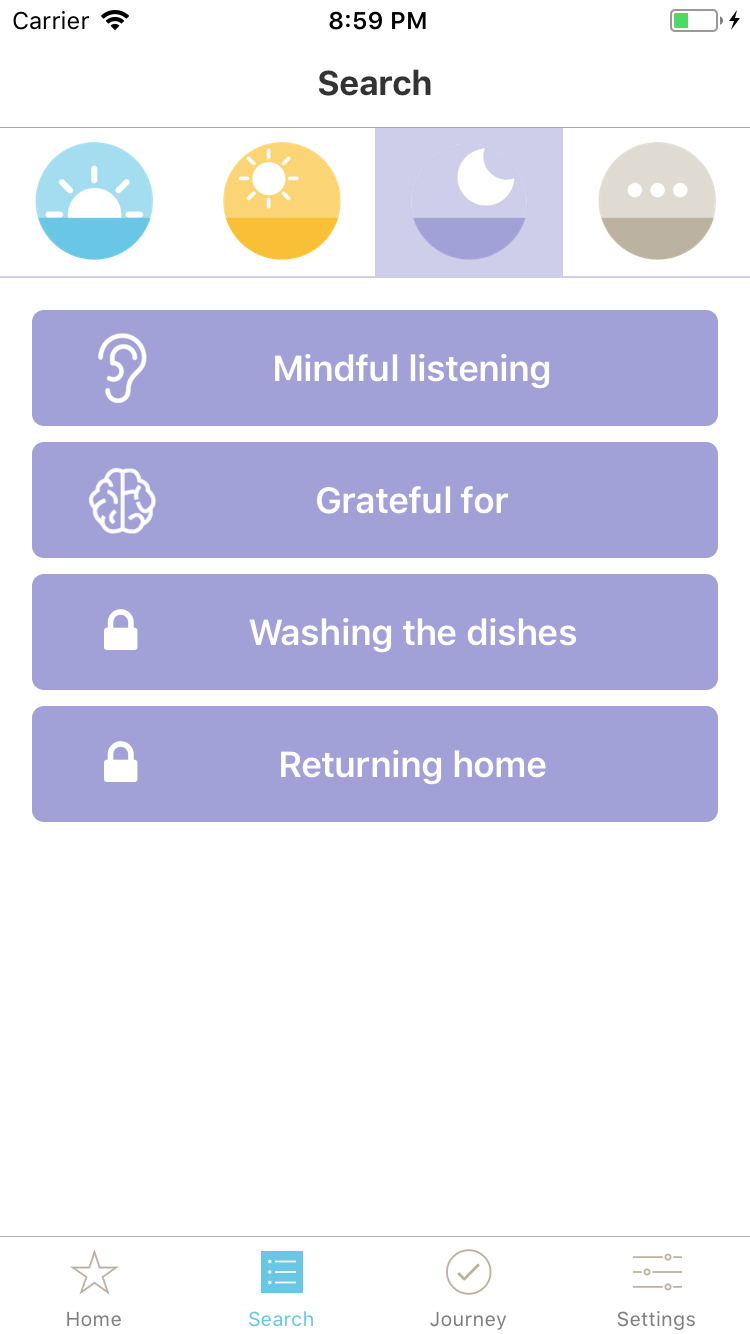 Carrier 8:59 PM
Search
Mindful listening
Grateful for
Washing the dishes
Returning home
Home Search Journey Settings